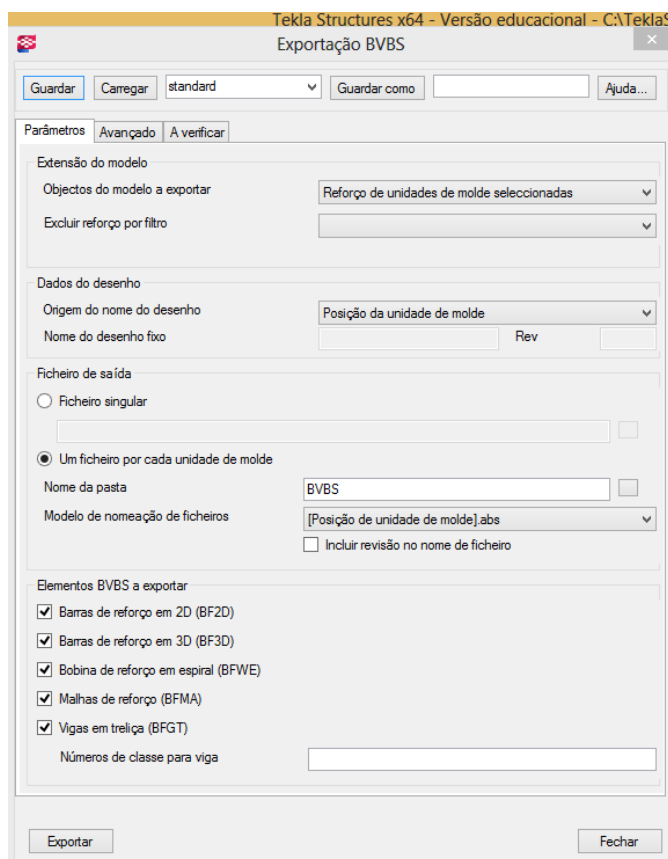 Tekla Structures x64 - Versão educacional - C:\TeklaS
Exportação BVBS
Guardar Carregar standard Guardar como Ajuda...
Parâmetros Avançado A verificar
Extensão do modelo
Objectos do modelo a exportar Reforço de unidades de molde seleccionadas
Excluir reforço por filtro
Dados do desenho
Origem do nome do desenho Posição da unidade de molde
Nome do desenho fixo Rev
Ficheiro de saída
Ficheiro singular
Um ficheiro por cada unidade de molde
Nome da pasta BVBS
Modelo de nomeação de ficheiros [Posição de unidade de molde].abs
Incluir revisão no nome de ficheiro
Elementos BVBS a exportar
Barras de reforço em 2D (BF2D)
Barras de reforço em 3D (BF3D)
Bobina de reforço em espiral (BFWE)
Malhas de reforço (BFMA)
Vigas em treliça (BFGT)
Números de classe para viga
Exportar Fechar